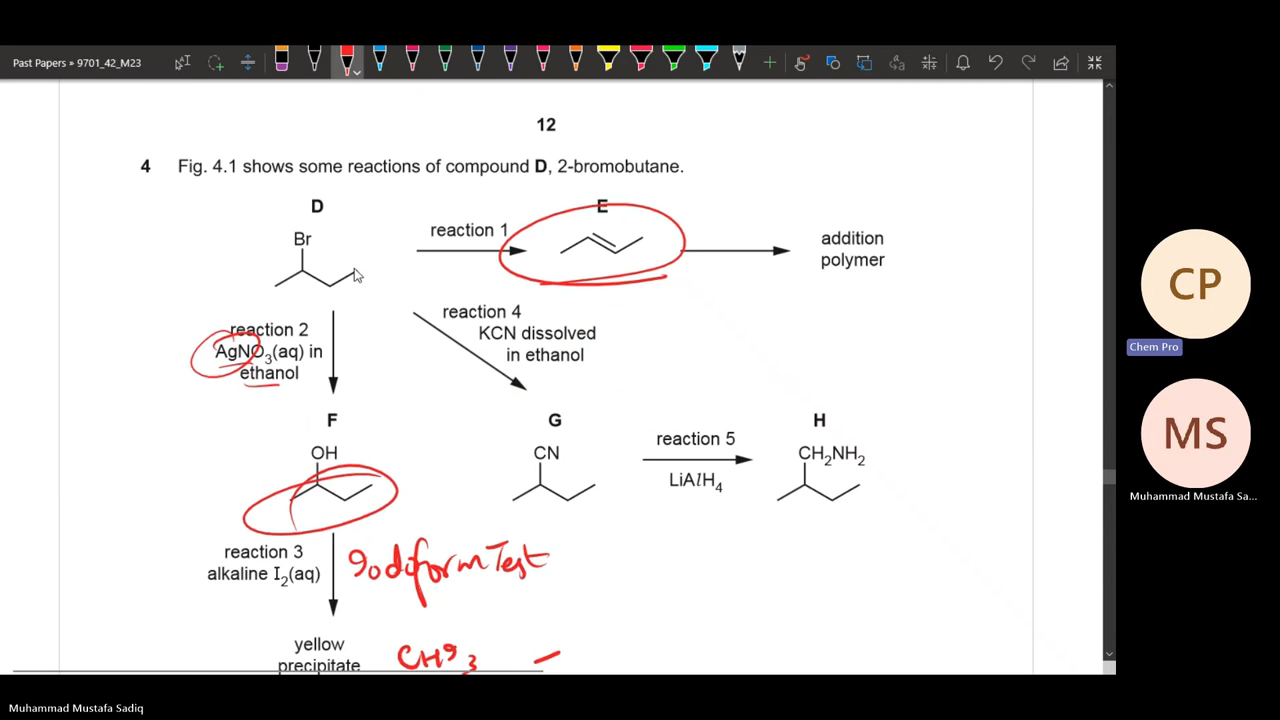 Past Papers » 9701_42_M23
12
4 Fig. 4.1 shows some reactions of compound D, 2-bromobutane.
D
Br
reaction 1
E
addition
polymer
reaction 2
AgNO3(aq) in
ethanol
reaction 4
KCN dissolved
in ethanol
F
OH
G
CN
reaction 5
LiAlH4
H
CH2NH2
reaction 3
alkaline I2(aq)
Iodoform Test
yellow
precipitate
CHI3
CP
Chem Pro
MS
Muhammad Mustafa Sa...
Muhammad Mustafa Sadiq